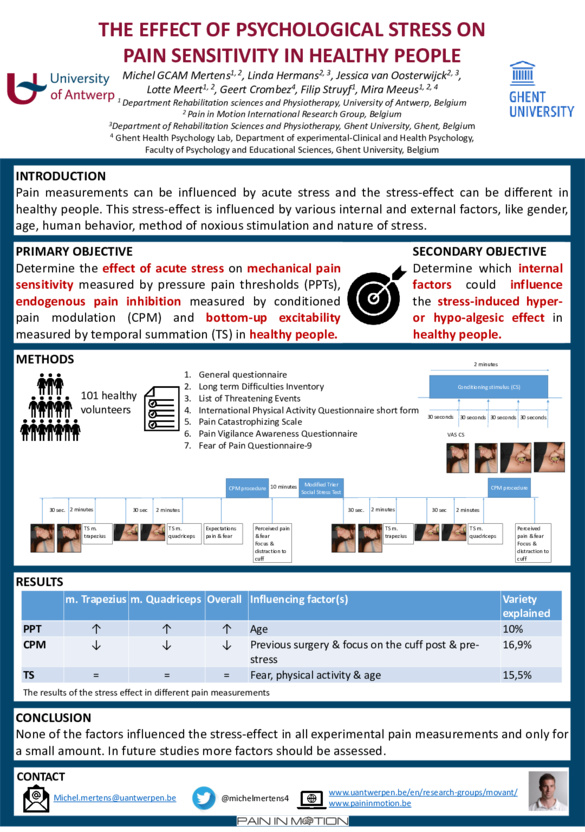 THE EFFECT OF PSYCHOLOGICAL STRESS ON
PAIN SENSITIVITY IN HEALTHY PEOPLE
University
of Antwerp
Michel GCAM Mertens1, 2, Linda Hermans2, 3, Jessica van Oosterwijck2, 3,
Lotte Meert1, 2, Geert Crombez4, Filip Struyf1, Mira Meeus1, 2, 4
1 Department Rehabilitation sciences and Physiotherapy, University of Antwerp, Belgium
2 Pain in Motion International Research Group, Belgium
3Department of Rehabilitation Sciences and Physiotherapy, Ghent University, Ghent, Belgium
4 Ghent Health Psychology Lab, Department of experimental-Clinical and Health Psychology,
Faculty of Psychology and Educational Sciences, Ghent University, Belgium
GHENT
UNIVERSITY
INTRODUCTION
Pain measurements can be influenced by acute stress and the stress-effect can be different in
healthy people. This stress-effect is influenced by various internal and external factors, like gender,
age, human behavior, method of noxious stimulation and nature of stress.
PRIMARY OBJECTIVE
Determine the effect of acute stress on mechanical pain
sensitivity measured by pressure pain thresholds (PPTs),
endogenous pain inhibition measured by conditioned
pain modulation (CPM) and bottom-up excitability
measured by temporal summation (TS) in healthy people.
SECONDARY OBJECTIVE
Determine which internal
factors could influence
the stress-induced hyper-
or hypo-algesic effect in
healthy people.
METHODS
101 healthy
volunteers
1. General questionnaire
2. Long term Difficulties Inventory
3. List of Threatening Events
4. International Physical Activity Questionnaire short form
5. Pain Catastrophizing Scale
6. Pain Vigilance Awareness Questionnaire
7. Fear of Pain Questionnaire-9
2 minutes
Conditioning stimulus (CS)
30 seconds 30 seconds 30 seconds 30 seconds
VAS CS
CPM procedure 10 minutes Modified Trier
Social Stress Test
CPM procedure
30 sec. 2 minutes 30 sec 2 minutes 30 sec. 2 minutes 30 sec 2 minutes
TS m.
trapezius
TS m.
quadriceps
Expectations
pain & fear
Perceived pain
& fear
Focus &
distraction to
cuff
TS m.
trapezius
TS m.
quadriceps
Perceived
pain & fear
Focus &
distraction to
cuff
RESULTS
m. Trapezius m. Quadriceps Overall Influencing factor(s) Variety
explained
PPT ↑ ↑ ↑ Age 10%
CPM ↓ ↓ ↓ Previous surgery & focus on the cuff post & pre-
stress 16,9%
TS = = = Fear, physical activity & age 15,5%
The results of the stress effect in different pain measurements
CONCLUSION
None of the factors influenced the stress-effect in all experimental pain measurements and only for
a small amount. In future studies more factors should be assessed.
CONTACT
Michel.mertens@uantwerpen.be
@michelmertens4
www.uantwerpen.be/en/research-groups/movant/
www.paininmotion.be
PAIN IN M@TION